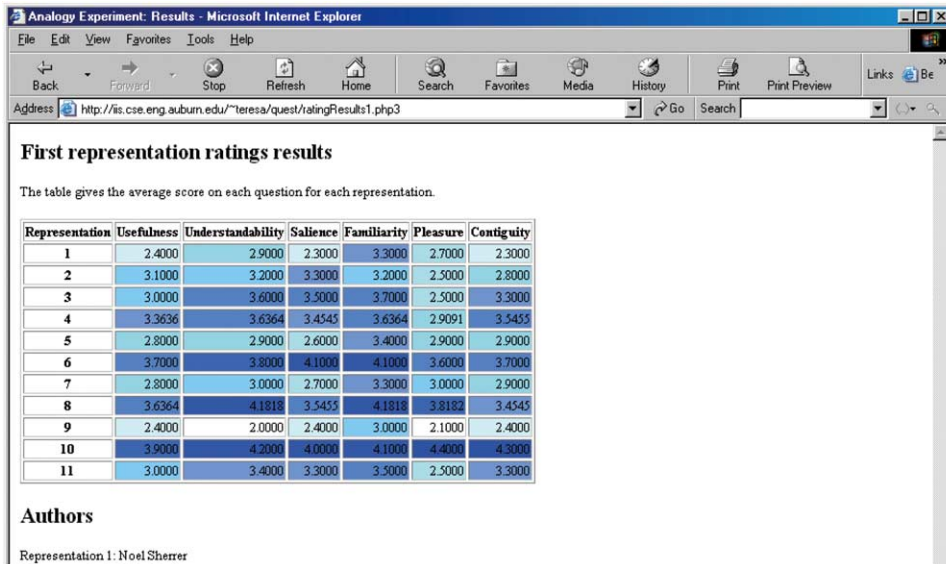 Analogy Experiment: Results - Microsoft Internet Explorer
File Edit View Favorites Tools Help
Back Forward Stop Refresh Home Search Favorites Media History Print Print Preview Links Be
Address http://iis.cse.eng.auburn.edu/~teresa/quest/ratingResults1.php3 Go Search
First representation ratings results
The table gives the average score on each question for each representation.
Representation Usefulness Understandability Salience Familiarity Pleasure Contiguity
1 2.4000 2.9000 2.3000 3.3000 2.7000 2.3000
2 3.1000 3.2000 3.3000 3.2000 2.5000 2.8000
3 3.0000 3.6000 3.5000 3.7000 2.5000 3.3000
4 3.3636 3.6364 3.4545 3.6364 2.9091 3.5455
5 2.8000 2.9000 2.6000 3.4000 2.9000 2.9000
6 3.7000 3.8000 4.1000 4.1000 3.6000 3.7000
7 2.8000 3.0000 2.7000 3.3000 3.0000 2.9000
8 3.6364 4.1818 3.5455 4.1818 3.8182 3.4545
9 2.4000 2.0000 2.4000 3.0000 2.1000 2.4000
10 3.9000 4.2000 4.0000 4.1000 4.4000 4.3000
11 3.0000 3.4000 3.3000 3.5000 2.5000 3.3000
Authors
Representation 1: Noel Sherrer